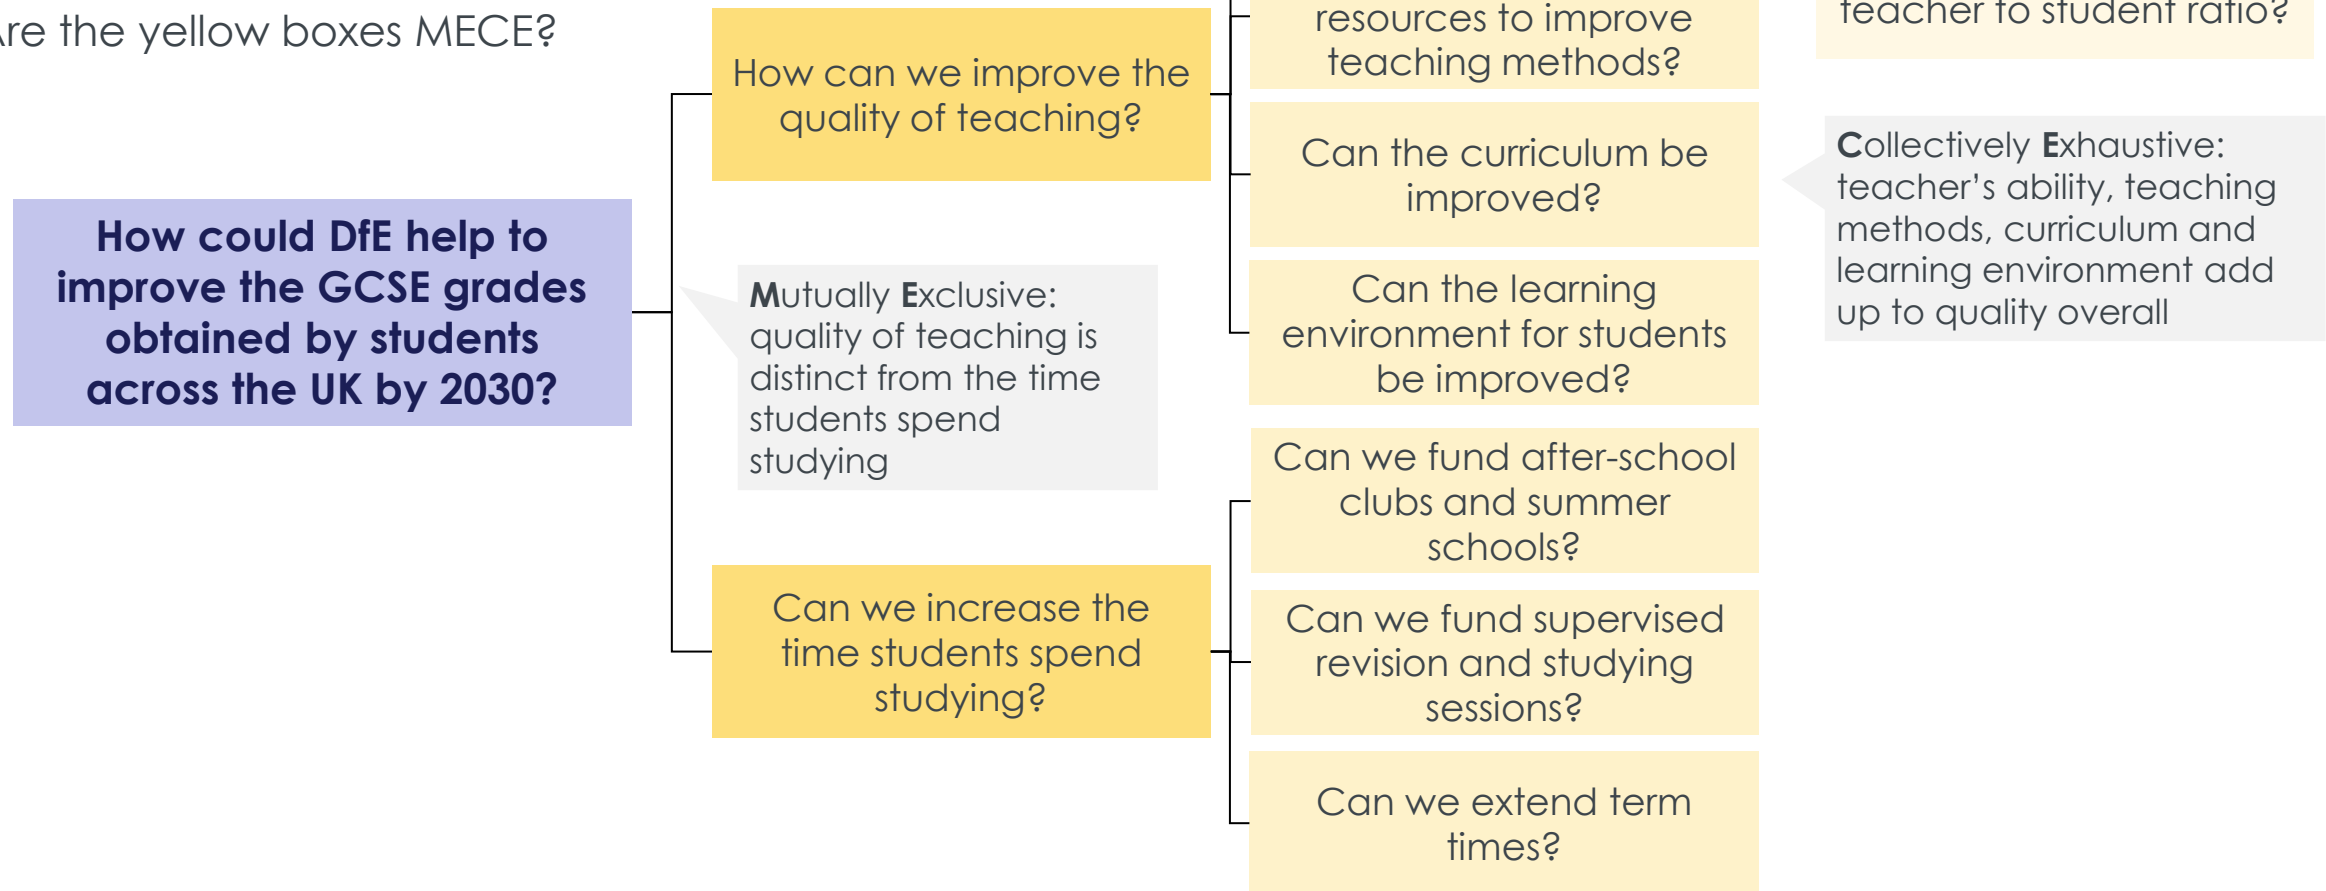 Are the yellow boxes MECE?
How could DfE help to
improve the GCSE grades
obtained by students
across the UK by 2030?
How can we improve the
quality of teaching?
Mutually Exclusive:
quality of teaching is
distinct from the time
students spend
studying
Can we increase the
time students spend
studying?
resources to improve
teaching methods?
Can the curriculum be
improved?
Can the learning
environment for students
be improved?
Can we fund after-school
clubs and summer
schools?
Can we fund supervised
revision and studying
sessions?
Can we extend term
times?
teacher to student ratio?
Collectively Exhaustive:
teacher’s ability, teaching
methods, curriculum and
learning environment add
up to quality overall